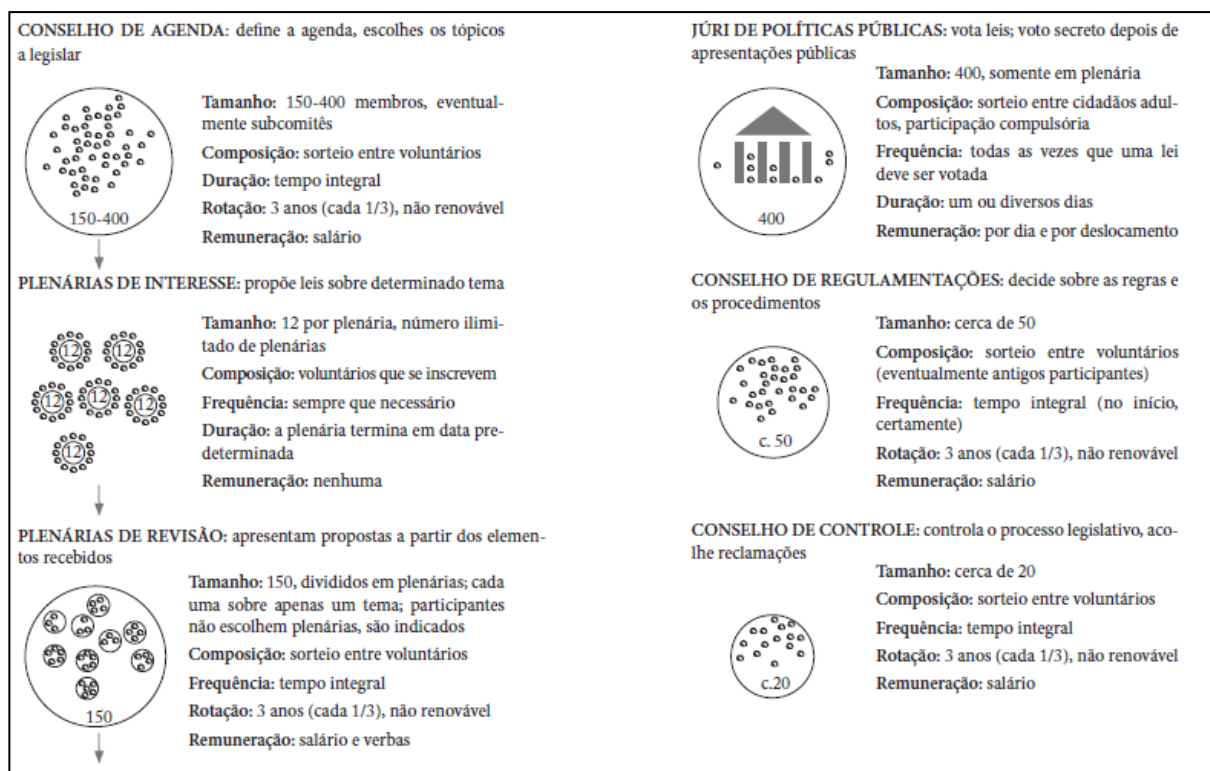 CONSELHO DE AGENDA: define a agenda, escolhes os tópicos
a legislar
Tamanho: 150-400 membros, eventual-
mente subcomitês
Composição: sorteio entre voluntários
Duração: tempo integral
Rotação: 3 anos (cada 1/3), não renovável
Remuneração: salário
150-400
PLENÁRIAS DE INTERESSE: propõe leis sobre determinado tema
Tamanho: 12 por plenária, número ilimi-
tado de plenárias
Composição: voluntários que se inscrevem
Frequência: sempre que necessário
Duração: a plenária termina em data pre-
determinada
Remuneração: nenhuma
12
12
12
12
12
12
PLENÁRIAS DE REVISÃO: apresentam propostas a partir dos elemen-
tos recebidos
Tamanho: 150, divididos em plenárias; cada
uma sobre apenas um tema; participantes
não escolhem plenárias, são indicados
Composição: sorteio entre voluntários
Frequência: tempo integral
Rotação: 3 anos (cada 1/3), não renovável
Remuneração: salário e verbas
150
JÚRI DE POLÍTICAS PÚBLICAS: vota leis; voto secreto depois de
apresentações públicas
Tamanho: 400, somente em plenária
Composição: sorteio entre cidadãos adul-
tos, participação compulsória
Frequência: todas as vezes que uma lei
deve ser votada
Duração: um ou diversos dias
Remuneração: por dia e por deslocamento
400
CONSELHO DE REGULAMENTAÇÕES: decide sobre as regras e
os procedimentos
Tamanho: cerca de 50
Composição: sorteio entre voluntários
(eventualmente antigos participantes)
Frequência: tempo integral (no início,
certamente)
Rotação: 3 anos (cada 1/3), não renovável
Remuneração: salário
c. 50
CONSELHO DE CONTROLE: controla o processo legislativo, aco-
lhe reclamações
Tamanho: cerca de 20
Composição: sorteio entre voluntários
Frequência: tempo integral
Rotação: 3 anos (cada 1/3), não renovável
Remuneração: salário
c.20